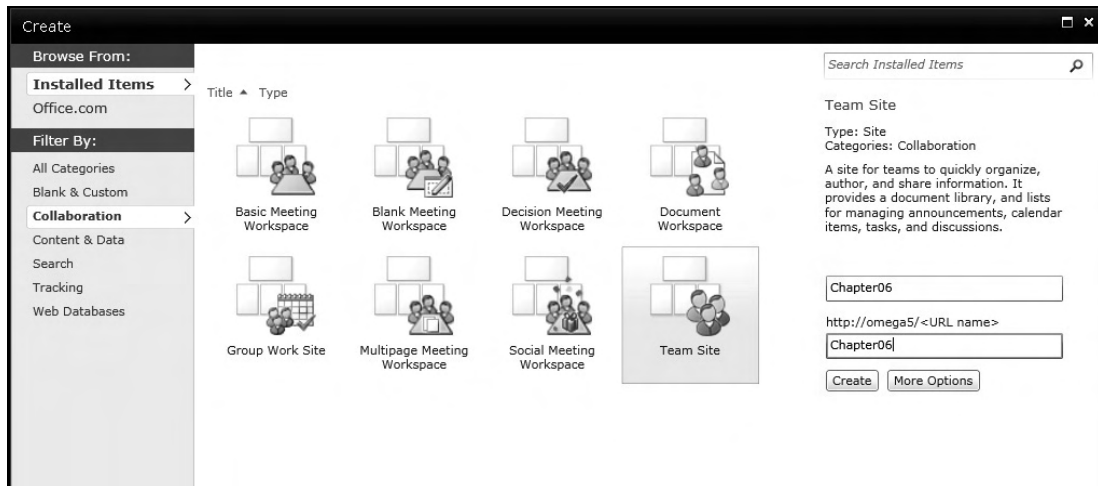 Create
Browse From:
Installed Items
Office.com
Filter By:
All Categories
Blank & Custom
Collaboration
Content & Data
Search
Tracking
Web Databases
Title Type
Basic Meeting
Workspace
Blank Meeting
Workspace
Decision Meeting
Workspace
Document
Workspace
Group Work Site
Multipage Meeting
Workspace
Social Meeting
Workspace
Team Site
Search Installed Items
Team Site
Type: Site
Categories: Collaboration
A site for teams to quickly organize,
author, and share information. It
provides a document library, and lists
for managing announcements, calendar
items, tasks, and discussions.
Chapter06
http://omega5/<URL name>
Chapter06
Create More Options